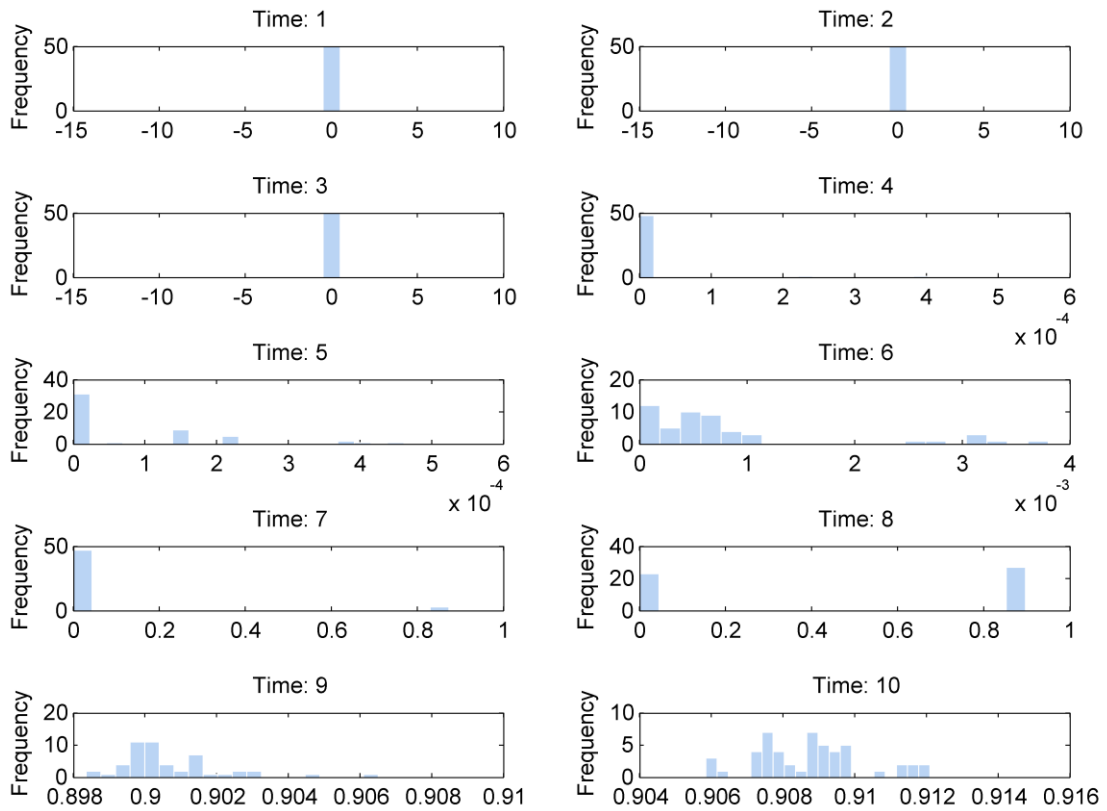 Time: 1
Frequency
50
0
-15 -10 -5 0 5 10
Time: 2
Frequency
50
0
-15 -10 -5 0 5 10
Time: 3
Frequency
50
0
-15 -10 -5 0 5 10
Time: 4
Frequency
50
0
0 1 2 3 4 5 6
x 10^-4
Time: 5
Frequency
40
20
0
0 1 2 3 4 5 6
x 10^-4
Time: 6
Frequency
20
10
0
0 1 2 3 4
x 10^-3
Time: 7
Frequency
50
0
0 0.2 0.4 0.6 0.8 1
Time: 8
Frequency
40
20
0
0 0.2 0.4 0.6 0.8 1
Time: 9
Frequency
20
10
0
0.898 0.9 0.902 0.904 0.906 0.908 0.91
Time: 10
Frequency
10
5
0
0.904 0.906 0.908 0.91 0.912 0.914 0.916